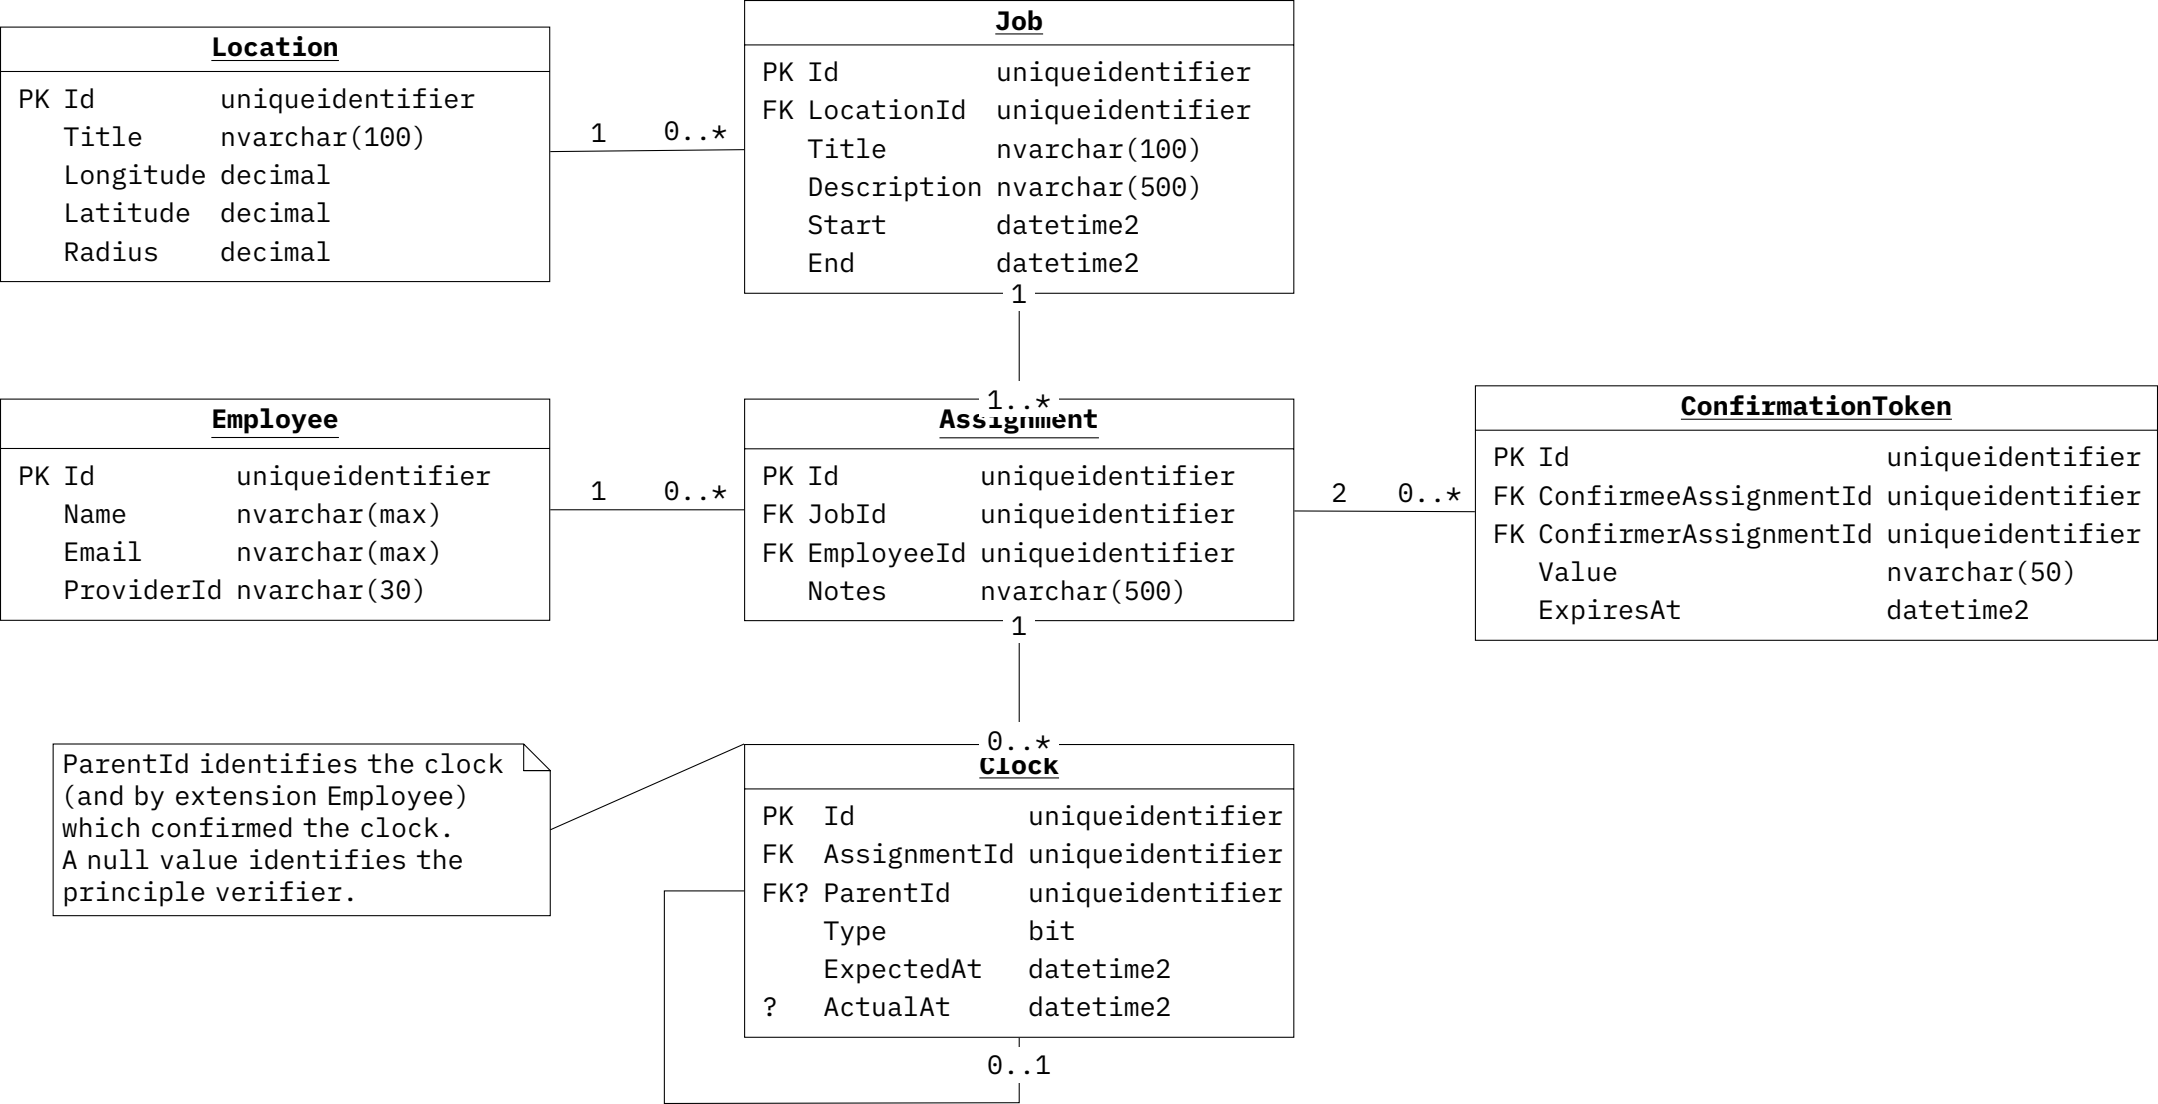 Location
PK Id uniqueidentifier
Title nvarchar(100)
Longitude decimal
Latitude decimal
Radius decimal
1 0..*
Job
PK Id uniqueidentifier
FK LocationId uniqueidentifier
Title nvarchar(100)
Description nvarchar(500)
Start datetime2
End datetime2
1
1..*
Employee
PK Id uniqueidentifier
Name nvarchar(max)
Email nvarchar(max)
ProviderId nvarchar(30)
1 0..*
Assignment
PK Id uniqueidentifier
FK JobId uniqueidentifier
FK EmployeeId uniqueidentifier
Notes nvarchar(500)
2 0..*
ConfirmationToken
PK Id uniqueidentifier
FK ConfirmeeAssignmentId uniqueidentifier
FK ConfirmerAssignmentId uniqueidentifier
Value nvarchar(50)
ExpiresAt datetime2
1
0..*
ParentId identifies the clock
(and by extension Employee)
which confirmed the clock.
A null value identifies the
principle verifier.
Clock
PK Id uniqueidentifier
FK AssignmentId uniqueidentifier
FK? ParentId uniqueidentifier
Type bit
ExpectedAt datetime2
? ActualAt datetime2
0..1